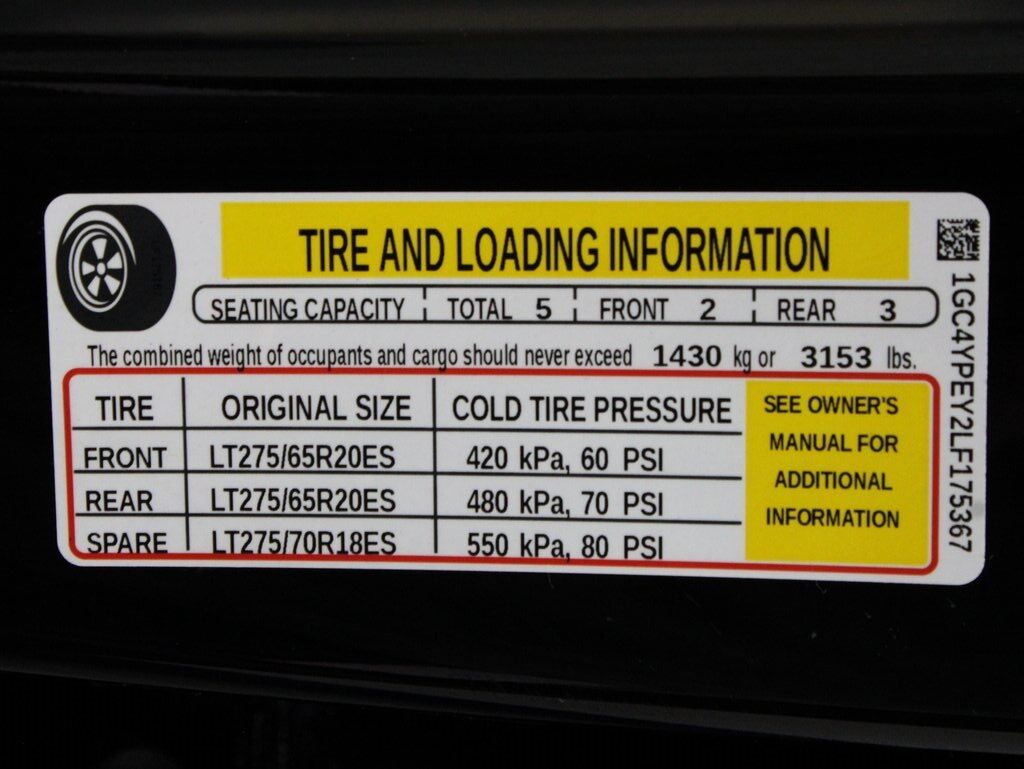 TIRE AND LOADING INFORMATION
SEATING CAPACITY TOTAL 5 FRONT 2 REAR 3
The combined weight of occupants and cargo should never exceed 1430 kg or 3153 lbs.
TIRE ORIGINAL SIZE COLD TIRE PRESSURE
FRONT LT275/65R20ES 420 kPa, 60 PSI
REAR LT275/65R20ES 480 kPa, 70 PSI
SPARE LT275/70R18ES 550 kPa, 80 PSI
SEE OWNER'S
MANUAL FOR
ADDITIONAL
INFORMATION
1GC4YPEY2LF175367